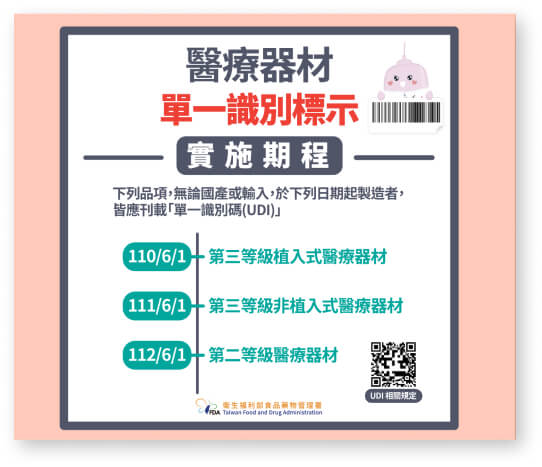 醫療器材
單一識別標示
實施期程
下列品項，無論國產或輸入，於下列日期起製造者，
皆應刊載「單一識別碼(UDI)」
110/6/1 第三等級植入式醫療器材
111/6/1 第三等級非植入式醫療器材
112/6/1 第二等級醫療器材
UDI 相關規定
FDA 衛生福利部食品藥物管理署
Taiwan Food and Drug Administration